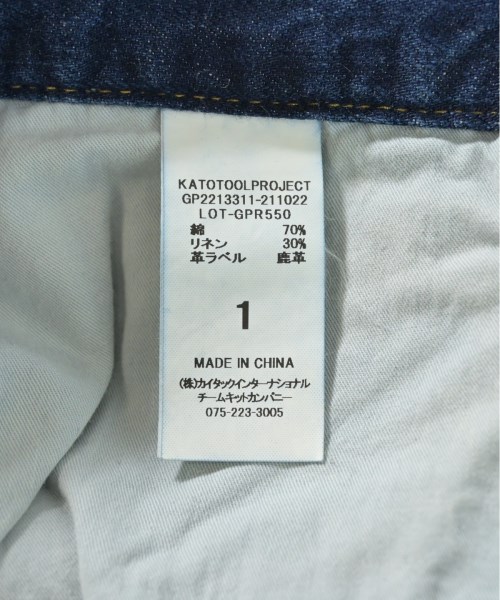 KATOTOOLPROJECT
GP2213311-211022
LOT-GPR550
綿 70%
リネン 30%
革ラベル 鹿革
1
MADE IN CHINA
(株)カイタックインターナショナル
チームキットカンパニー
075-223-3005